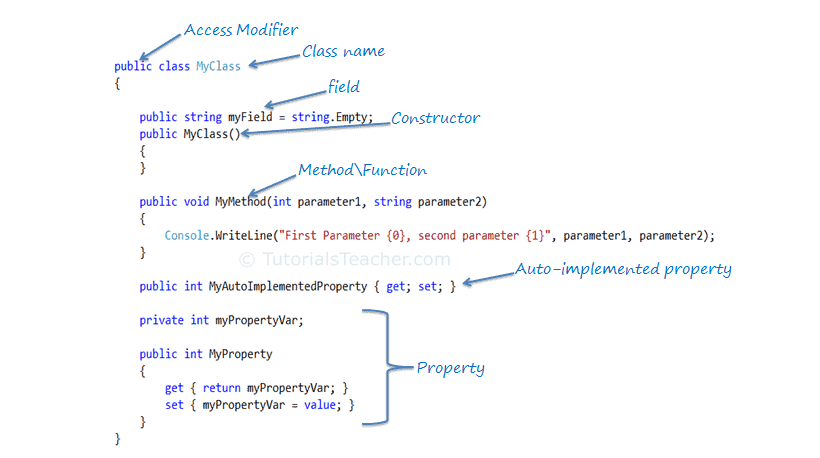 Access Modifier
Class name
public class MyClass
{
field
public string myField = string.Empty;
Constructor
public MyClass()
{
}
Method\Function
public void MyMethod(int parameter1, string parameter2)
{
Console.WriteLine("First Parameter {0}, second parameter {1}", parameter1, parameter2);
}
© TutorialsTeacher.com
Auto-implemented property
public int MyAutoImplementedProperty { get; set; }
private int myPropertyVar;
public int MyProperty
Property
{
get { return myPropertyVar; }
set { myPropertyVar = value; }
}
}